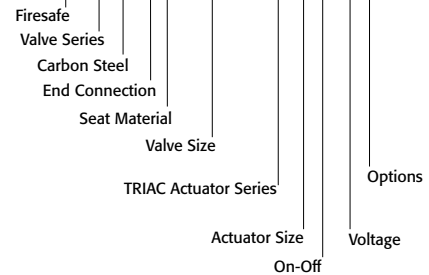 Firesafe
Valve Series
Carbon Steel
End Connection
Seat Material
Valve Size
Options
TRIAC Actuator Series
Actuator Size
Voltage
On-Off